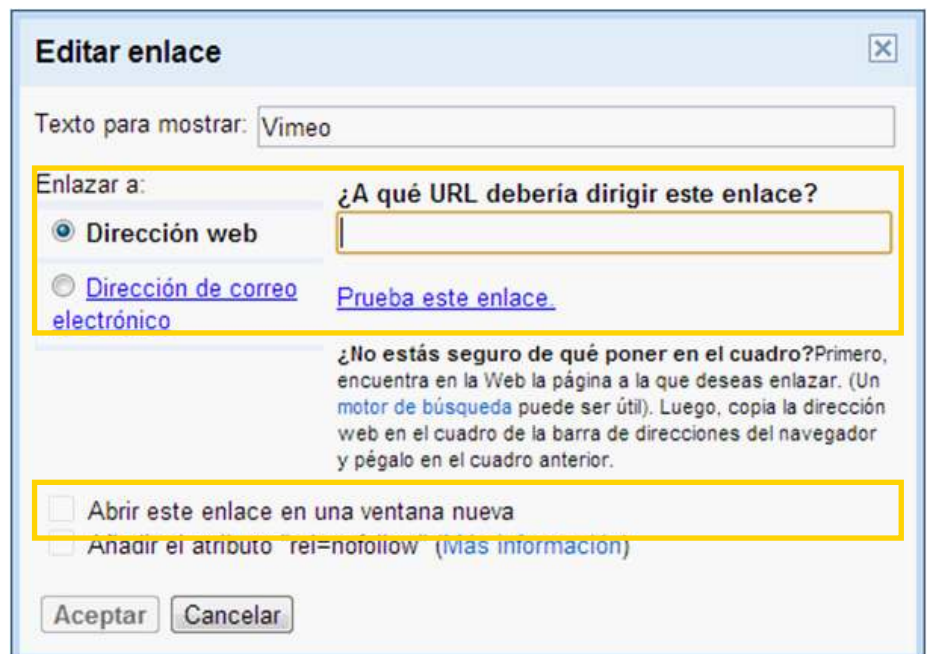 Editar enlace
Texto para mostrar: Vimeo
Enlazar a:
Dirección web
Dirección de correo
electrónico
¿A qué URL debería dirigir este enlace?
Prueba este enlace.
¿No estás seguro de qué poner en el cuadro?Primero,
encuentra en la Web la página a la que deseas enlazar. (Un
motor de búsqueda puede ser útil). Luego, copia la dirección
web en el cuadro de la barra de direcciones del navegador
y pégalo en el cuadro anterior.
Abrir este enlace en una ventana nueva
Añadir el atributo "rel=nofollow" (Más información)
Aceptar
Cancelar